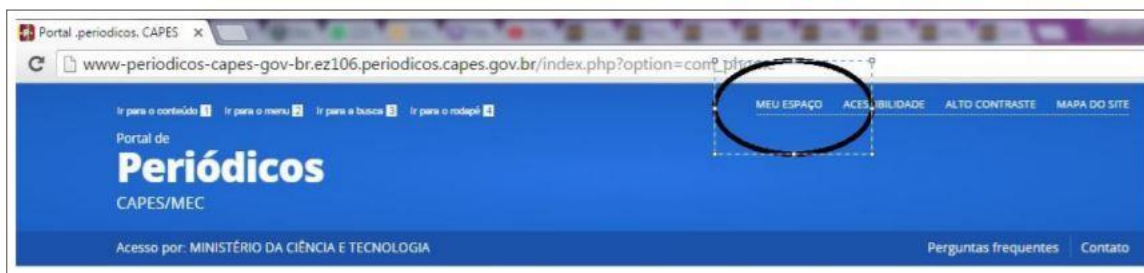 Portal .periodicos. CAPES
www-periodicos-capes-gov-br.ez106.periodicos.capes.gov.br/index.php?option=com_phome
Ir para o conteúdo 1 Ir para o menu 2 Ir para a busca 3 Ir para o rodapé 4 MEU ESPAÇO ACESSIBILIDADE ALTO CONTRASTE MAPA DO SITE
Portal de
Periódicos
CAPES/MEC
Acesso por: MINISTÉRIO DA CIÊNCIA E TECNOLOGIA Perguntas frequentes Contato